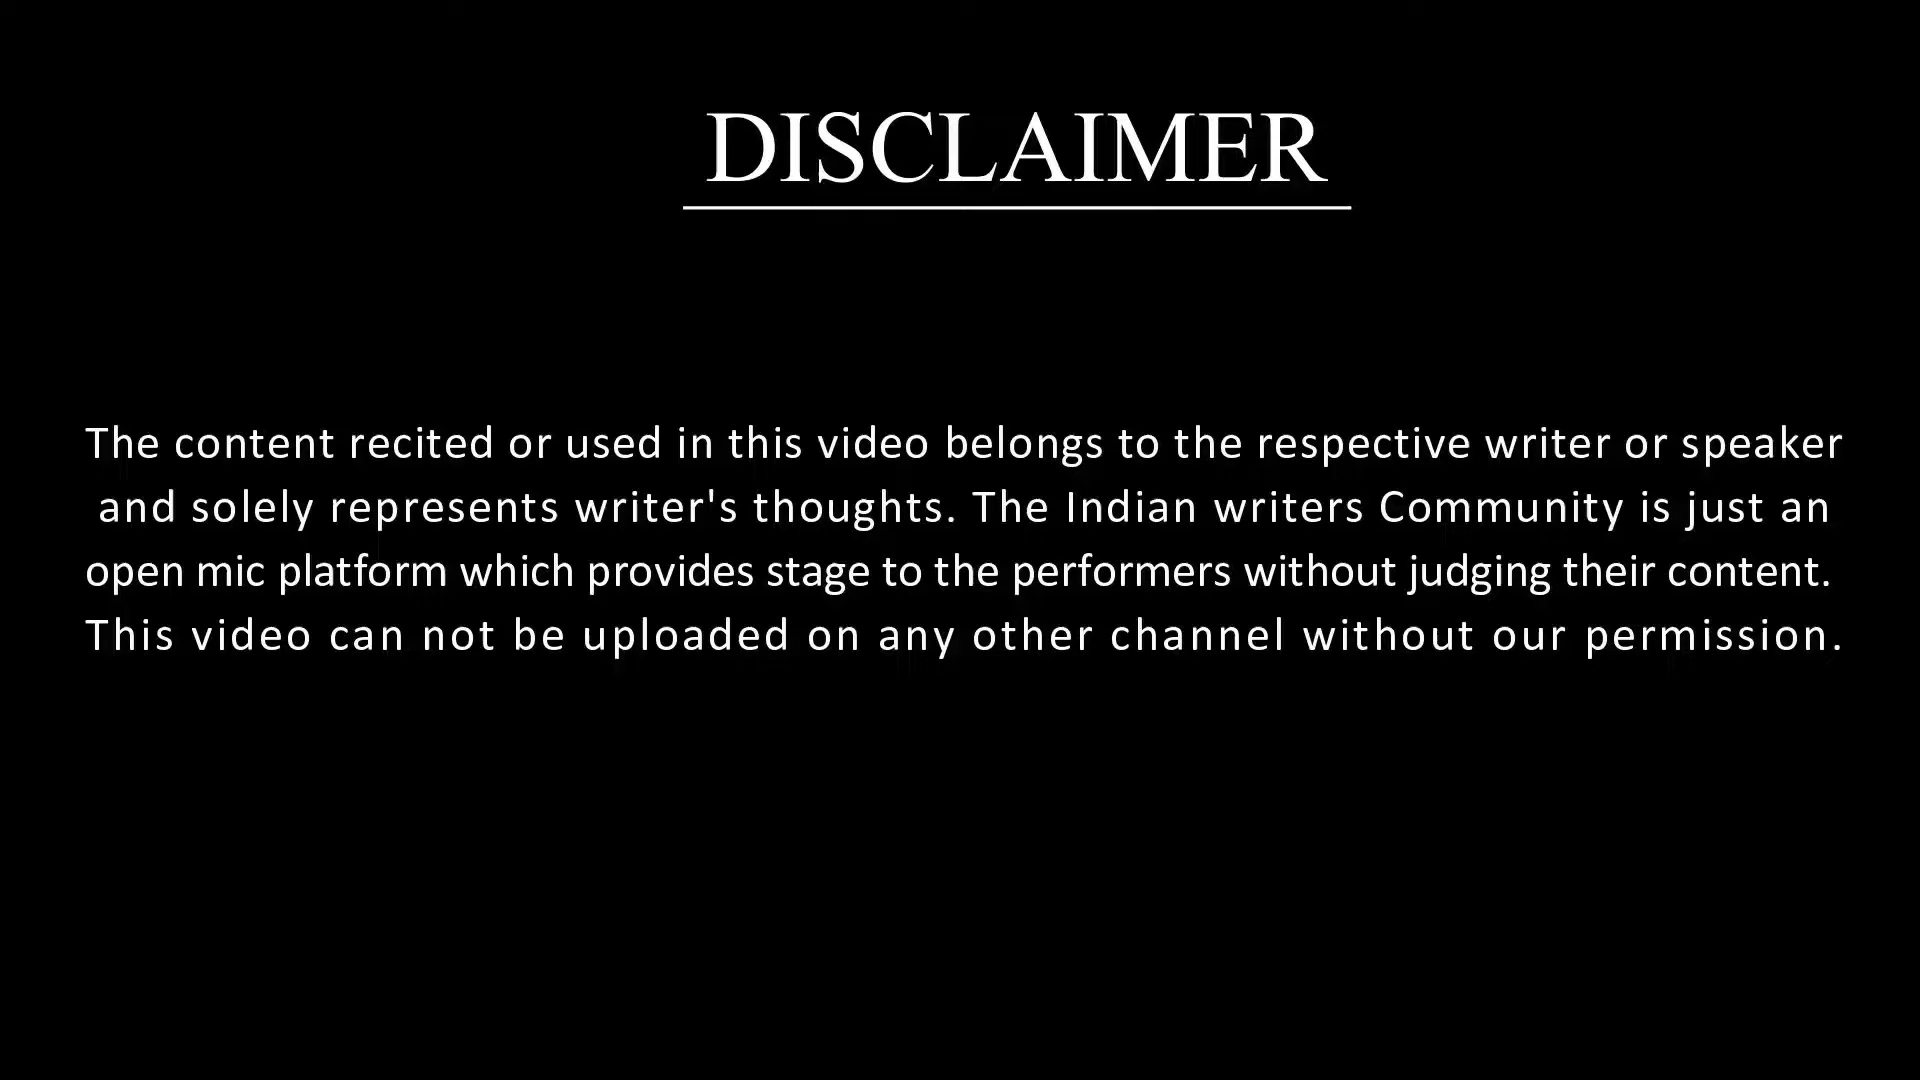 DISCLAIMER
The content recited or used in this video belongs to the respective writer or speaker
and solely represents writer's thoughts. The Indian writers Community is just an
open mic platform which provides stage to the performers without judging their content.
This video can not be uploaded on any other channel without our permission.